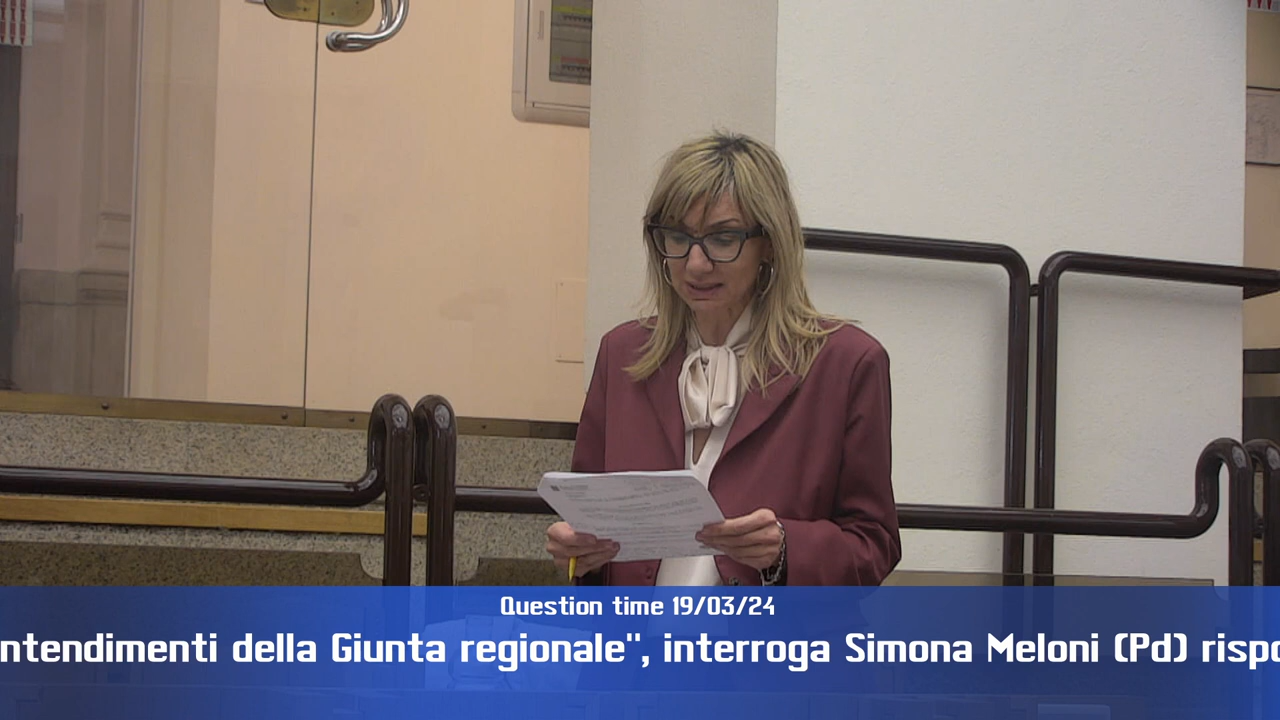 Question time 19/03/24
ntendimenti della Giunta regionale", interroga Simona Meloni (Pd) rispo